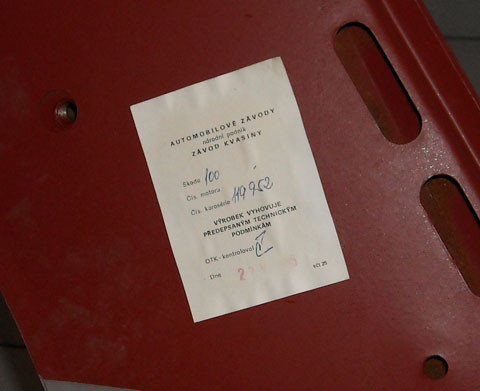 AUTOMOBILOVÉ ZÁVODY
národní podnik
ZÁVOD KVASINY
Škoda 100
Čís. motoru
Čís. karosérie 119952
VÝROBEK VYHOVUJE
PŘEDEPSANÝM TECHNICKÝM
PODMÍNKÁM
OTK - kontroloval
Dne